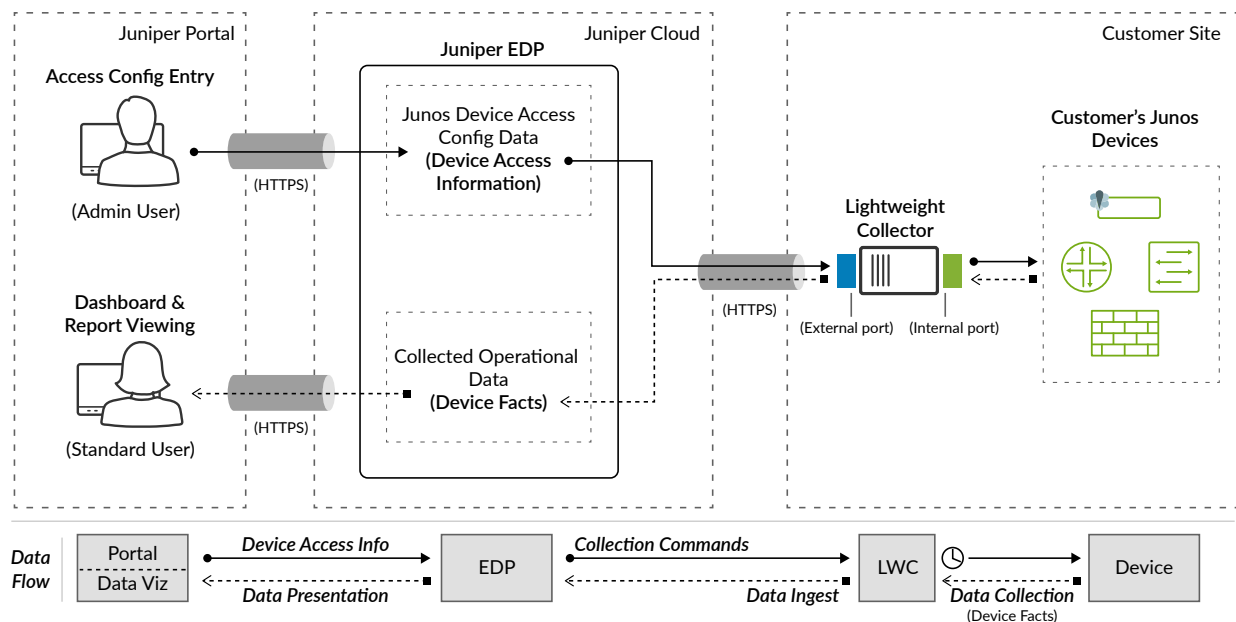 Juniper Portal
Juniper Cloud
Customer Site
Access Config Entry
(Admin User)
Dashboard &
Report Viewing
(Standard User)
(HTTPS)
(HTTPS)
Juniper EDP
Junos Device Access
Config Data
(Device Access
Information)
Collected Operational
Data
(Device Facts)
(HTTPS)
Lightweight
Collector
(External port)
(Internal port)
Customer's Junos
Devices
Data
Flow
Portal
Data Viz
Device Access Info
Data Presentation
EDP
Collection Commands
Data Ingest
LWC
Data Collection
(Device Facts)
Device